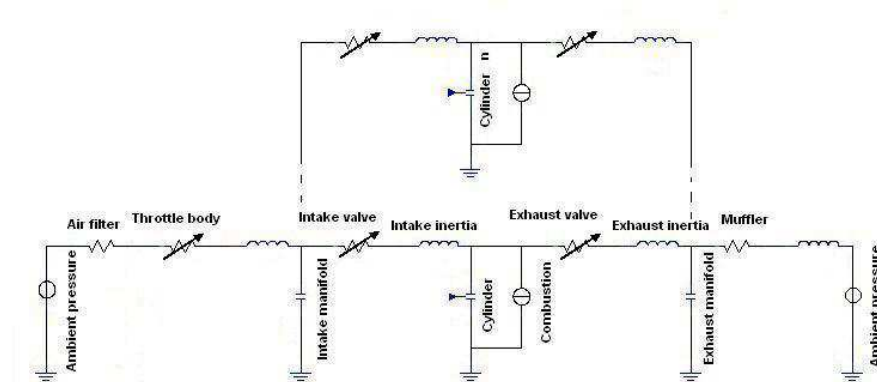 Cylinder n
Air filter
Throttle body
Intake valve
Intake inertia
Exhaust valve
Exhaust inertia
Muffler
Ambient pressure
Intake manifold
Cylinder
Combustion
Exhaust manifold
Ambient pressure